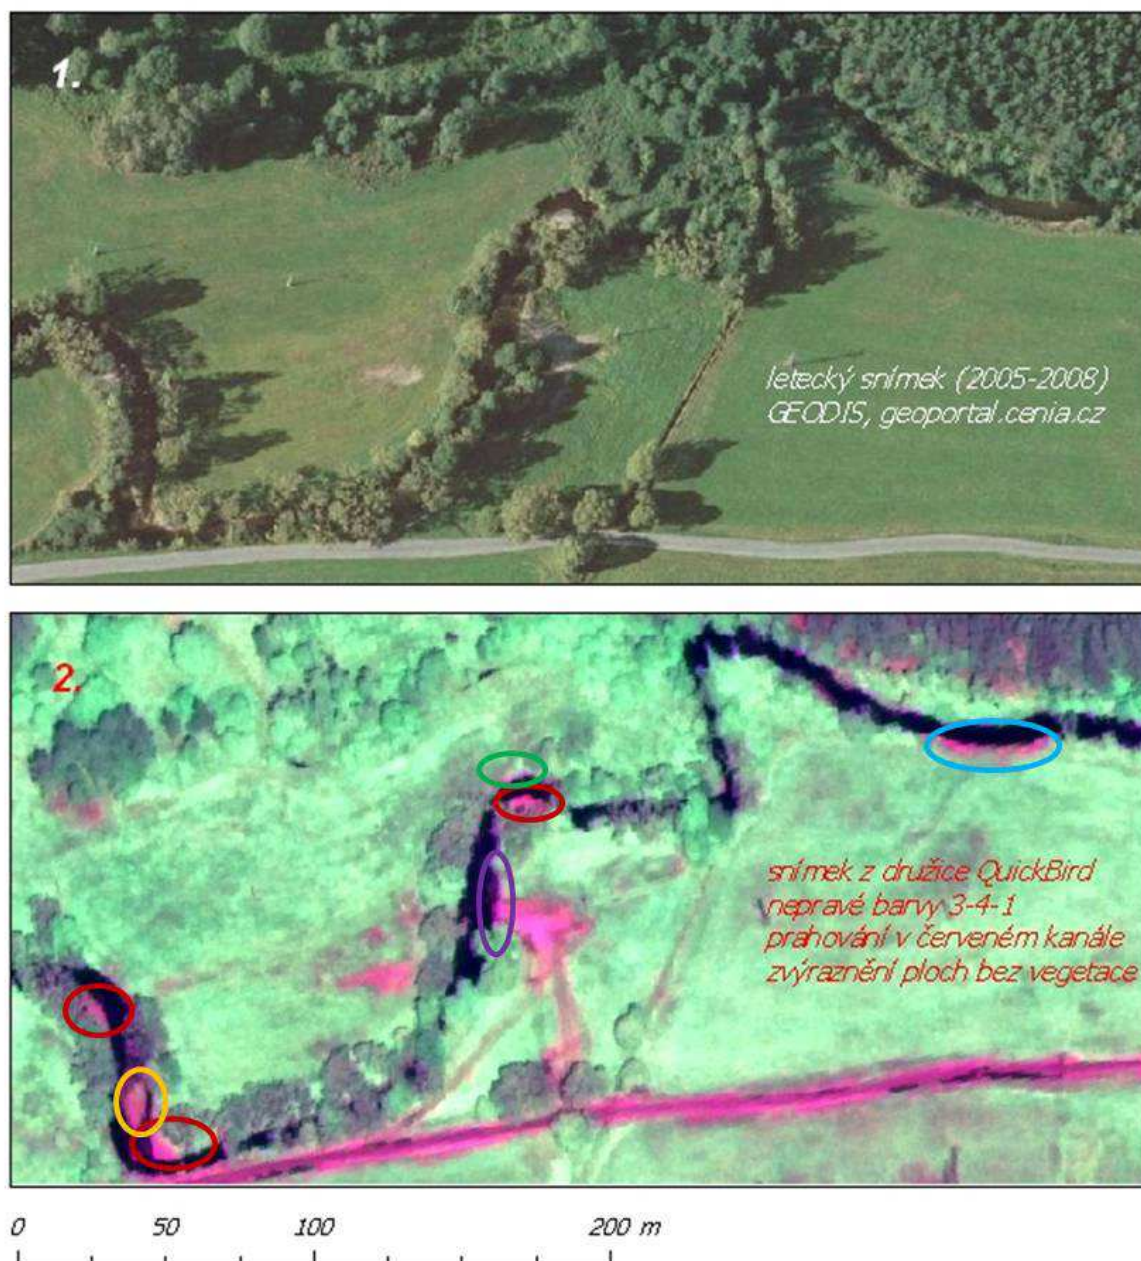 1.
letecký snímek (2005-2008)
GEODIS, geoportal.cenia.cz
2.
snímek z družice QuickBird
nepravé barvy 3-4-1
prahování v červeném kanále
zvýraznění ploch bez vegetace
0 50 100 200 m